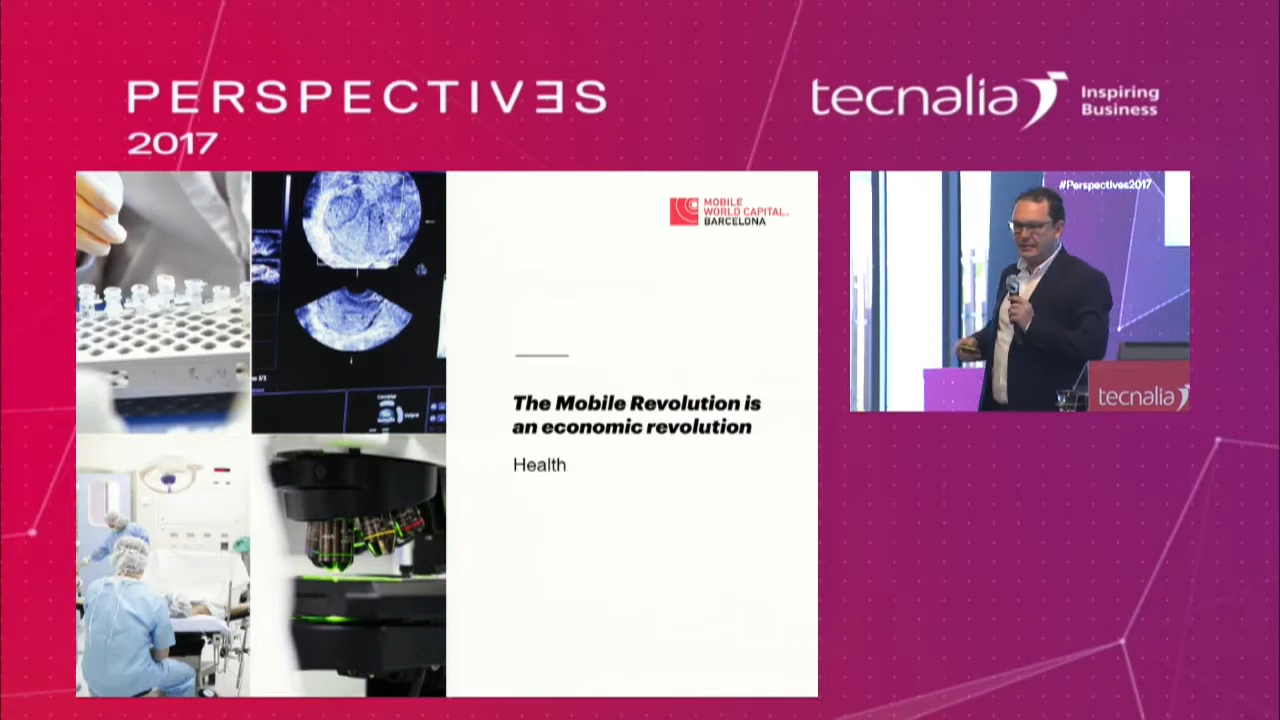 PERSPECTIVES
2017
tecnalia
Inspiring
Business
MOBILE
WORLD CAPITAL.
BARCELONA
The Mobile Revolution is
an economic revolution
Health
#Perspectives2017
tecnalia